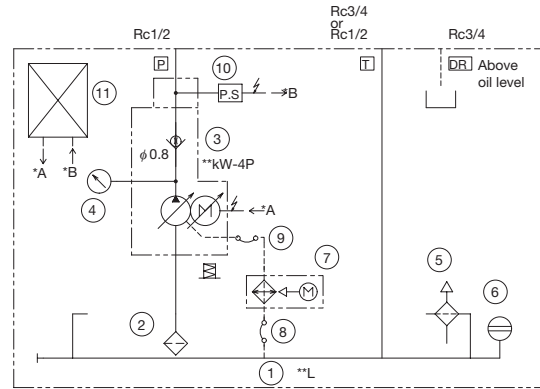 Rc3/4
or
Rc1/2 Rc1/2 Rc3/4
P T DR Above
oil level
10
11 P.S *B
3
φ0.8 **kW-4P
*A *B
4 M *A
9
7
5
6
M
2
8
1 **L